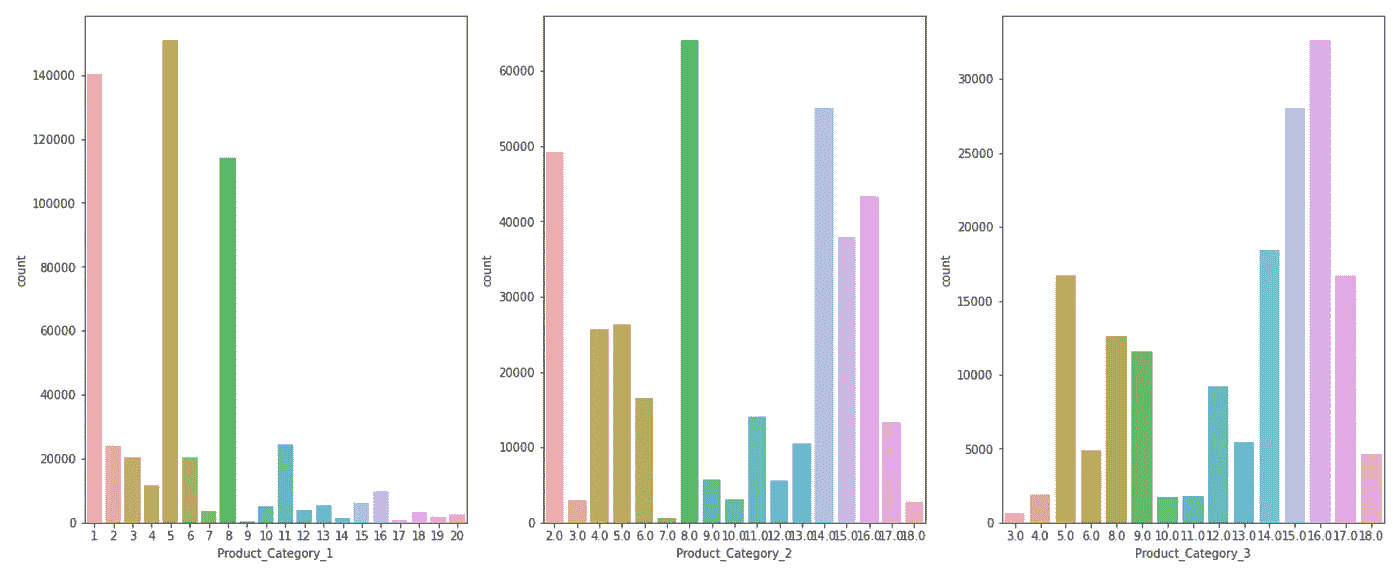 140000
120000
100000
80000
60000
40000
20000
0
count
1 2 3 4 5 6 7 8 9 10 11 12 13 14 15 16 17 18 19 20
Product_Category_1
60000
50000
40000
30000
20000
10000
0
count
2.0 3.0 4.0 5.0 6.0 7.0 8.0 9.0 10.0 11.0 12.0 13.0 14.0 15.0 16.0 17.0 18.0
Product_Category_2
30000
25000
20000
15000
10000
5000
0
count
3.0 4.0 5.0 6.0 8.0 9.0 10.0 11.0 12.0 13.0 14.0 15.0 16.0 17.0 18.0
Product_Category_3